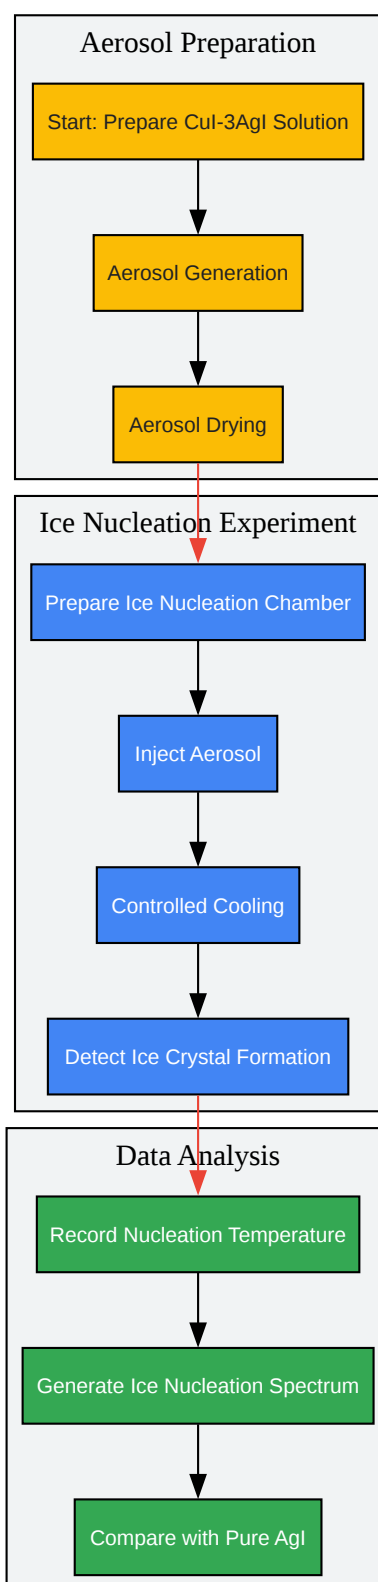 Aerosol Preparation
Start: Prepare CuI-3AgI Solution
Aerosol Generation
Aerosol Drying
Ice Nucleation Experiment
Prepare Ice Nucleation Chamber
Inject Aerosol
Controlled Cooling
Detect Ice Crystal Formation
Data Analysis
Record Nucleation Temperature
Generate Ice Nucleation Spectrum
Compare with Pure AgI